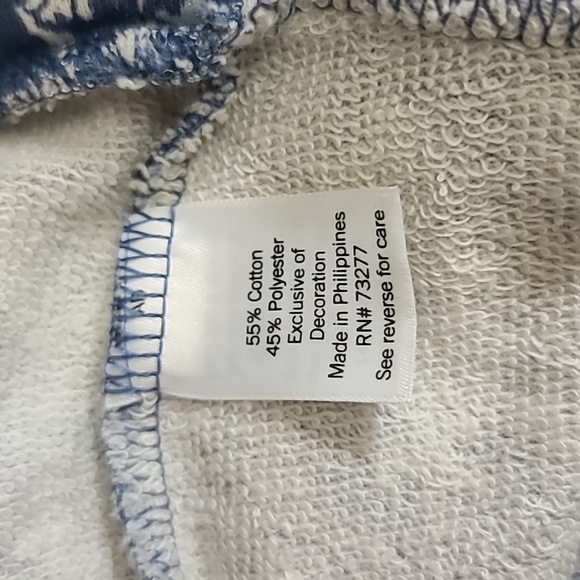 55% Cotton
45% Polyester
Exclusive of
Decoration
Made in Philippines
RN# 73277
See reverse for care